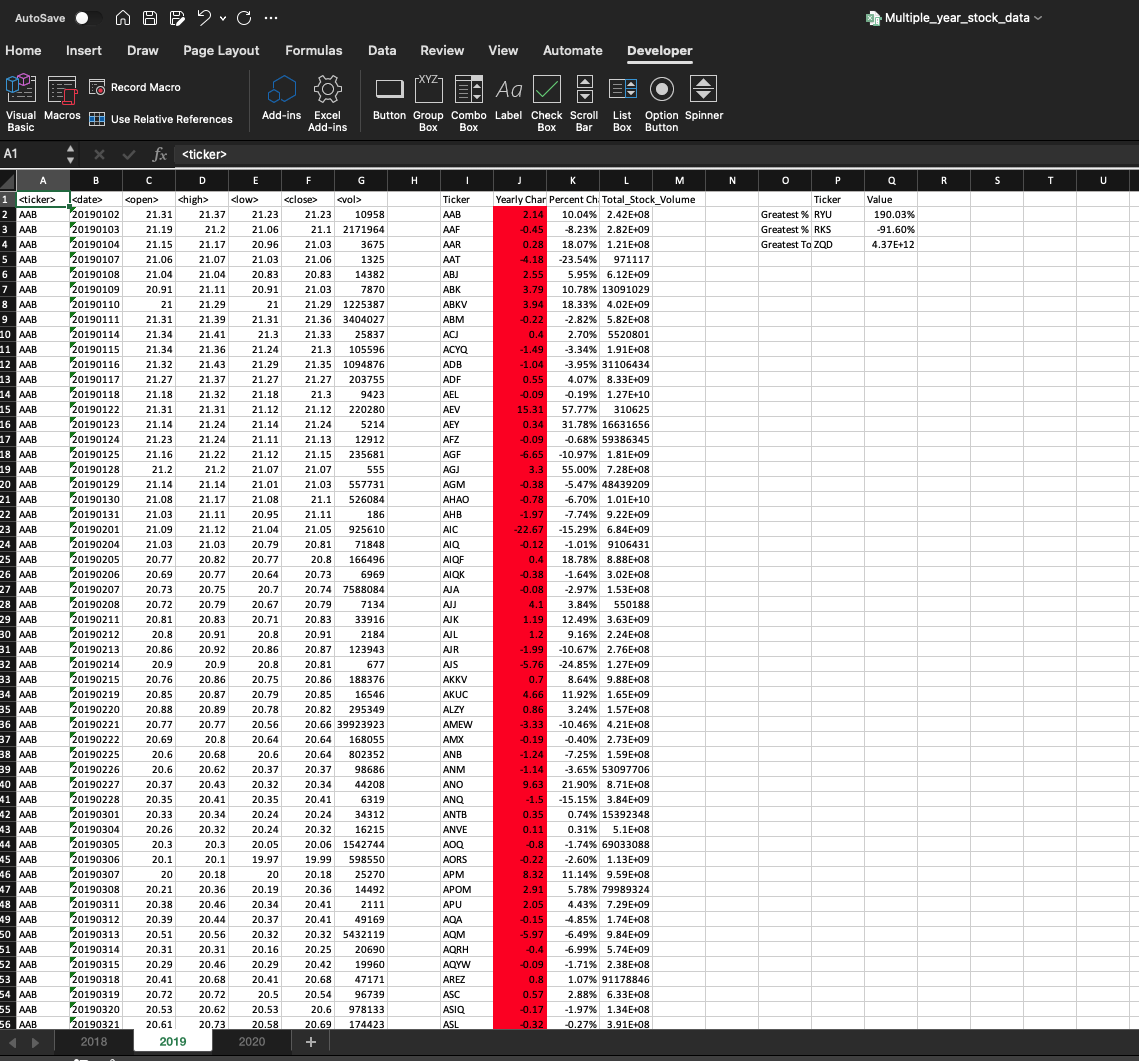 AutoSave
Multiple_year_stock_data
Home Insert Draw Page Layout Formulas Data Review View Automate Developer
Visual Basic Macros Record Macro Use Relative References Add-ins Excel Add-ins Button Group Box Combo Box Label Check Box Scroll Bar List Box Option Button Spinner
XYZ Aa
A1 fx <ticker>
A B C D E F G H I J K L M N O P Q R S T U
1 <ticker> <date> <open> <high> <low> <close> <vol> Ticker Yearly Char Percent Ch Total_Stock_Volume Ticker Value
2 AAB 20190102 21.31 21.37 21.23 21.23 10958 AAB 2.14 10.04% 2.42E+08 Greatest % RYU 190.03%
3 AAB 20190103 21.19 21.2 21.06 21.1 2171964 AAF -0.45 -8.23% 2.82E+09 Greatest % RKS -91.60%
4 AAB 20190104 21.15 21.17 20.96 21.03 3675 AAR 0.28 18.07% 1.21E+08 Greatest To ZQD 4.37E+12
5 AAB 20190107 21.06 21.07 21.03 21.06 1325 AAT -4.18 -23.54% 971117
6 AAB 20190108 21.04 21.04 20.83 20.83 14382 ABJ 2.55 5.95% 6.12E+09
7 AAB 20190109 20.91 21.11 20.91 21.03 7870 ABK 3.79 10.78% 13091029
8 AAB 20190110 21 21.29 21 21.29 1225387 ABKV 3.94 18.33% 4.02E+08
9 AAB 20190111 21.31 21.39 21.31 21.36 3404027 ABM -0.22 -2.82% 5.82E+08
10 AAB 20190114 21.34 21.41 21.3 21.33 25837 ACJ 0.4 2.70% 5520801
11 AAB 20190115 21.34 21.36 21.24 21.3 105596 ACYQ -1.49 -3.34% 1.91E+08
12 AAB 20190116 21.32 21.43 21.29 21.35 1094876 ADB -1.04 -3.95% 31106434
13 AAB 20190117 21.27 21.37 21.27 21.27 203755 ADF 0.55 4.07% 8.33E+09
14 AAB 20190118 21.18 21.32 21.18 21.3 9423 AEL -0.09 -0.19% 1.27E+10
15 AAB 20190122 21.31 21.31 21.12 21.12 220280 AEV 15.31 57.77% 310625
16 AAB 20190123 21.14 21.24 21.14 21.24 5214 AEY 0.34 31.78% 16631656
17 AAB 20190124 21.23 21.24 21.11 21.13 12912 AFZ -0.09 -0.68% 59386345
18 AAB 20190125 21.16 21.22 21.12 21.15 235681 AGF -6.65 -10.97% 1.81E+09
19 AAB 20190128 21.2 21.2 21.07 21.07 555 AGJ 3.3 55.00% 7.28E+08
20 AAB 20190129 21.14 21.14 21.01 21.03 557731 AGM -0.38 -5.47% 48439209
21 AAB 20190130 21.08 21.17 21.08 21.1 526084 AHAO -0.78 -6.70% 1.01E+10
22 AAB 20190131 21.03 21.11 20.95 21.11 186 AHB -1.97 -7.74% 9.22E+09
23 AAB 20190201 21.09 21.12 21.04 21.05 925610 AIC -22.67 -15.29% 6.84E+09
24 AAB 20190204 21.03 21.03 20.79 20.81 71848 AIQ -0.12 -1.01% 9106431
25 AAB 20190205 20.77 20.82 20.77 20.8 166496 AIQF 0.4 18.78% 8.88E+08
26 AAB 20190206 20.69 20.77 20.64 20.73 6969 AIQK -0.38 -1.64% 3.02E+08
27 AAB 20190207 20.73 20.75 20.7 20.74 7588084 AJA -0.08 -2.97% 1.53E+08
28 AAB 20190208 20.72 20.79 20.67 20.79 7134 AJJ 4.1 3.84% 550188
29 AAB 20190211 20.81 20.83 20.71 20.83 33916 AJK 1.19 12.49% 3.63E+09
30 AAB 20190212 20.8 20.91 20.8 20.91 2184 AJL 1.2 9.16% 2.24E+08
31 AAB 20190213 20.86 20.92 20.86 20.87 123943 AJR -1.99 -10.67% 2.76E+08
32 AAB 20190214 20.9 20.9 20.8 20.81 677 AJS -5.76 -24.85% 1.27E+09
33 AAB 20190215 20.76 20.86 20.75 20.86 188376 AKKV 0.7 8.64% 9.88E+08
34 AAB 20190219 20.85 20.87 20.79 20.85 16546 AKUC 4.66 11.92% 1.65E+09
35 AAB 20190220 20.88 20.89 20.78 20.82 295349 ALZY 0.86 3.24% 1.57E+08
36 AAB 20190221 20.77 20.77 20.56 20.66 39923923 AMEW -3.33 -10.46% 4.21E+08
37 AAB 20190222 20.69 20.8 20.64 20.64 168055 AMX -0.19 -0.40% 2.73E+09
38 AAB 20190225 20.6 20.68 20.6 20.64 802352 ANB -1.24 -7.25% 1.59E+08
39 AAB 20190226 20.6 20.62 20.37 20.37 98686 ANM -1.14 -3.65% 53097706
40 AAB 20190227 20.37 20.43 20.32 20.34 44208 ANO 9.63 21.90% 8.71E+08
41 AAB 20190228 20.35 20.41 20.35 20.41 6319 ANQ -1.5 -15.15% 3.84E+09
42 AAB 20190301 20.33 20.34 20.24 20.24 34312 ANTB 0.35 0.74% 15392348
43 AAB 20190304 20.26 20.32 20.24 20.32 16215 ANVE 0.11 0.31% 5.1E+08
44 AAB 20190305 20.3 20.3 20.05 20.06 1542744 AOQ -0.8 -1.74% 69033088
45 AAB 20190306 20.1 20.1 19.97 19.99 598550 AORS -0.22 -2.60% 1.13E+09
46 AAB 20190307 20 20.18 20 20.18 25270 APM 8.32 11.14% 9.59E+08
47 AAB 20190308 20.21 20.36 20.19 20.36 14492 APOM 2.91 5.78% 79989324
48 AAB 20190311 20.38 20.46 20.34 20.41 2111 APU 2.05 4.43% 7.29E+09
49 AAB 20190312 20.39 20.44 20.37 20.41 49169 AQA -0.15 -4.85% 1.74E+08
50 AAB 20190313 20.51 20.56 20.32 20.32 5432119 AQM -5.97 -6.49% 9.84E+09
51 AAB 20190314 20.31 20.31 20.16 20.25 20690 AQRH -0.4 -6.99% 5.74E+09
52 AAB 20190315 20.29 20.46 20.29 20.42 19960 AQYW -0.09 -1.71% 2.38E+08
53 AAB 20190318 20.41 20.68 20.41 20.68 47171 AREZ 0.8 1.07% 91178846
54 AAB 20190319 20.72 20.72 20.5 20.54 96739 ASC 0.57 2.88% 6.33E+08
55 AAB 20190320 20.53 20.62 20.53 20.6 978133 ASIQ -0.17 -1.97% 1.34E+08
56 AAB 20190321 20.61 20.73 20.58 20.69 174423 ASL -0.32 -0.27% 3.91E+08
2018 2019 2020 +